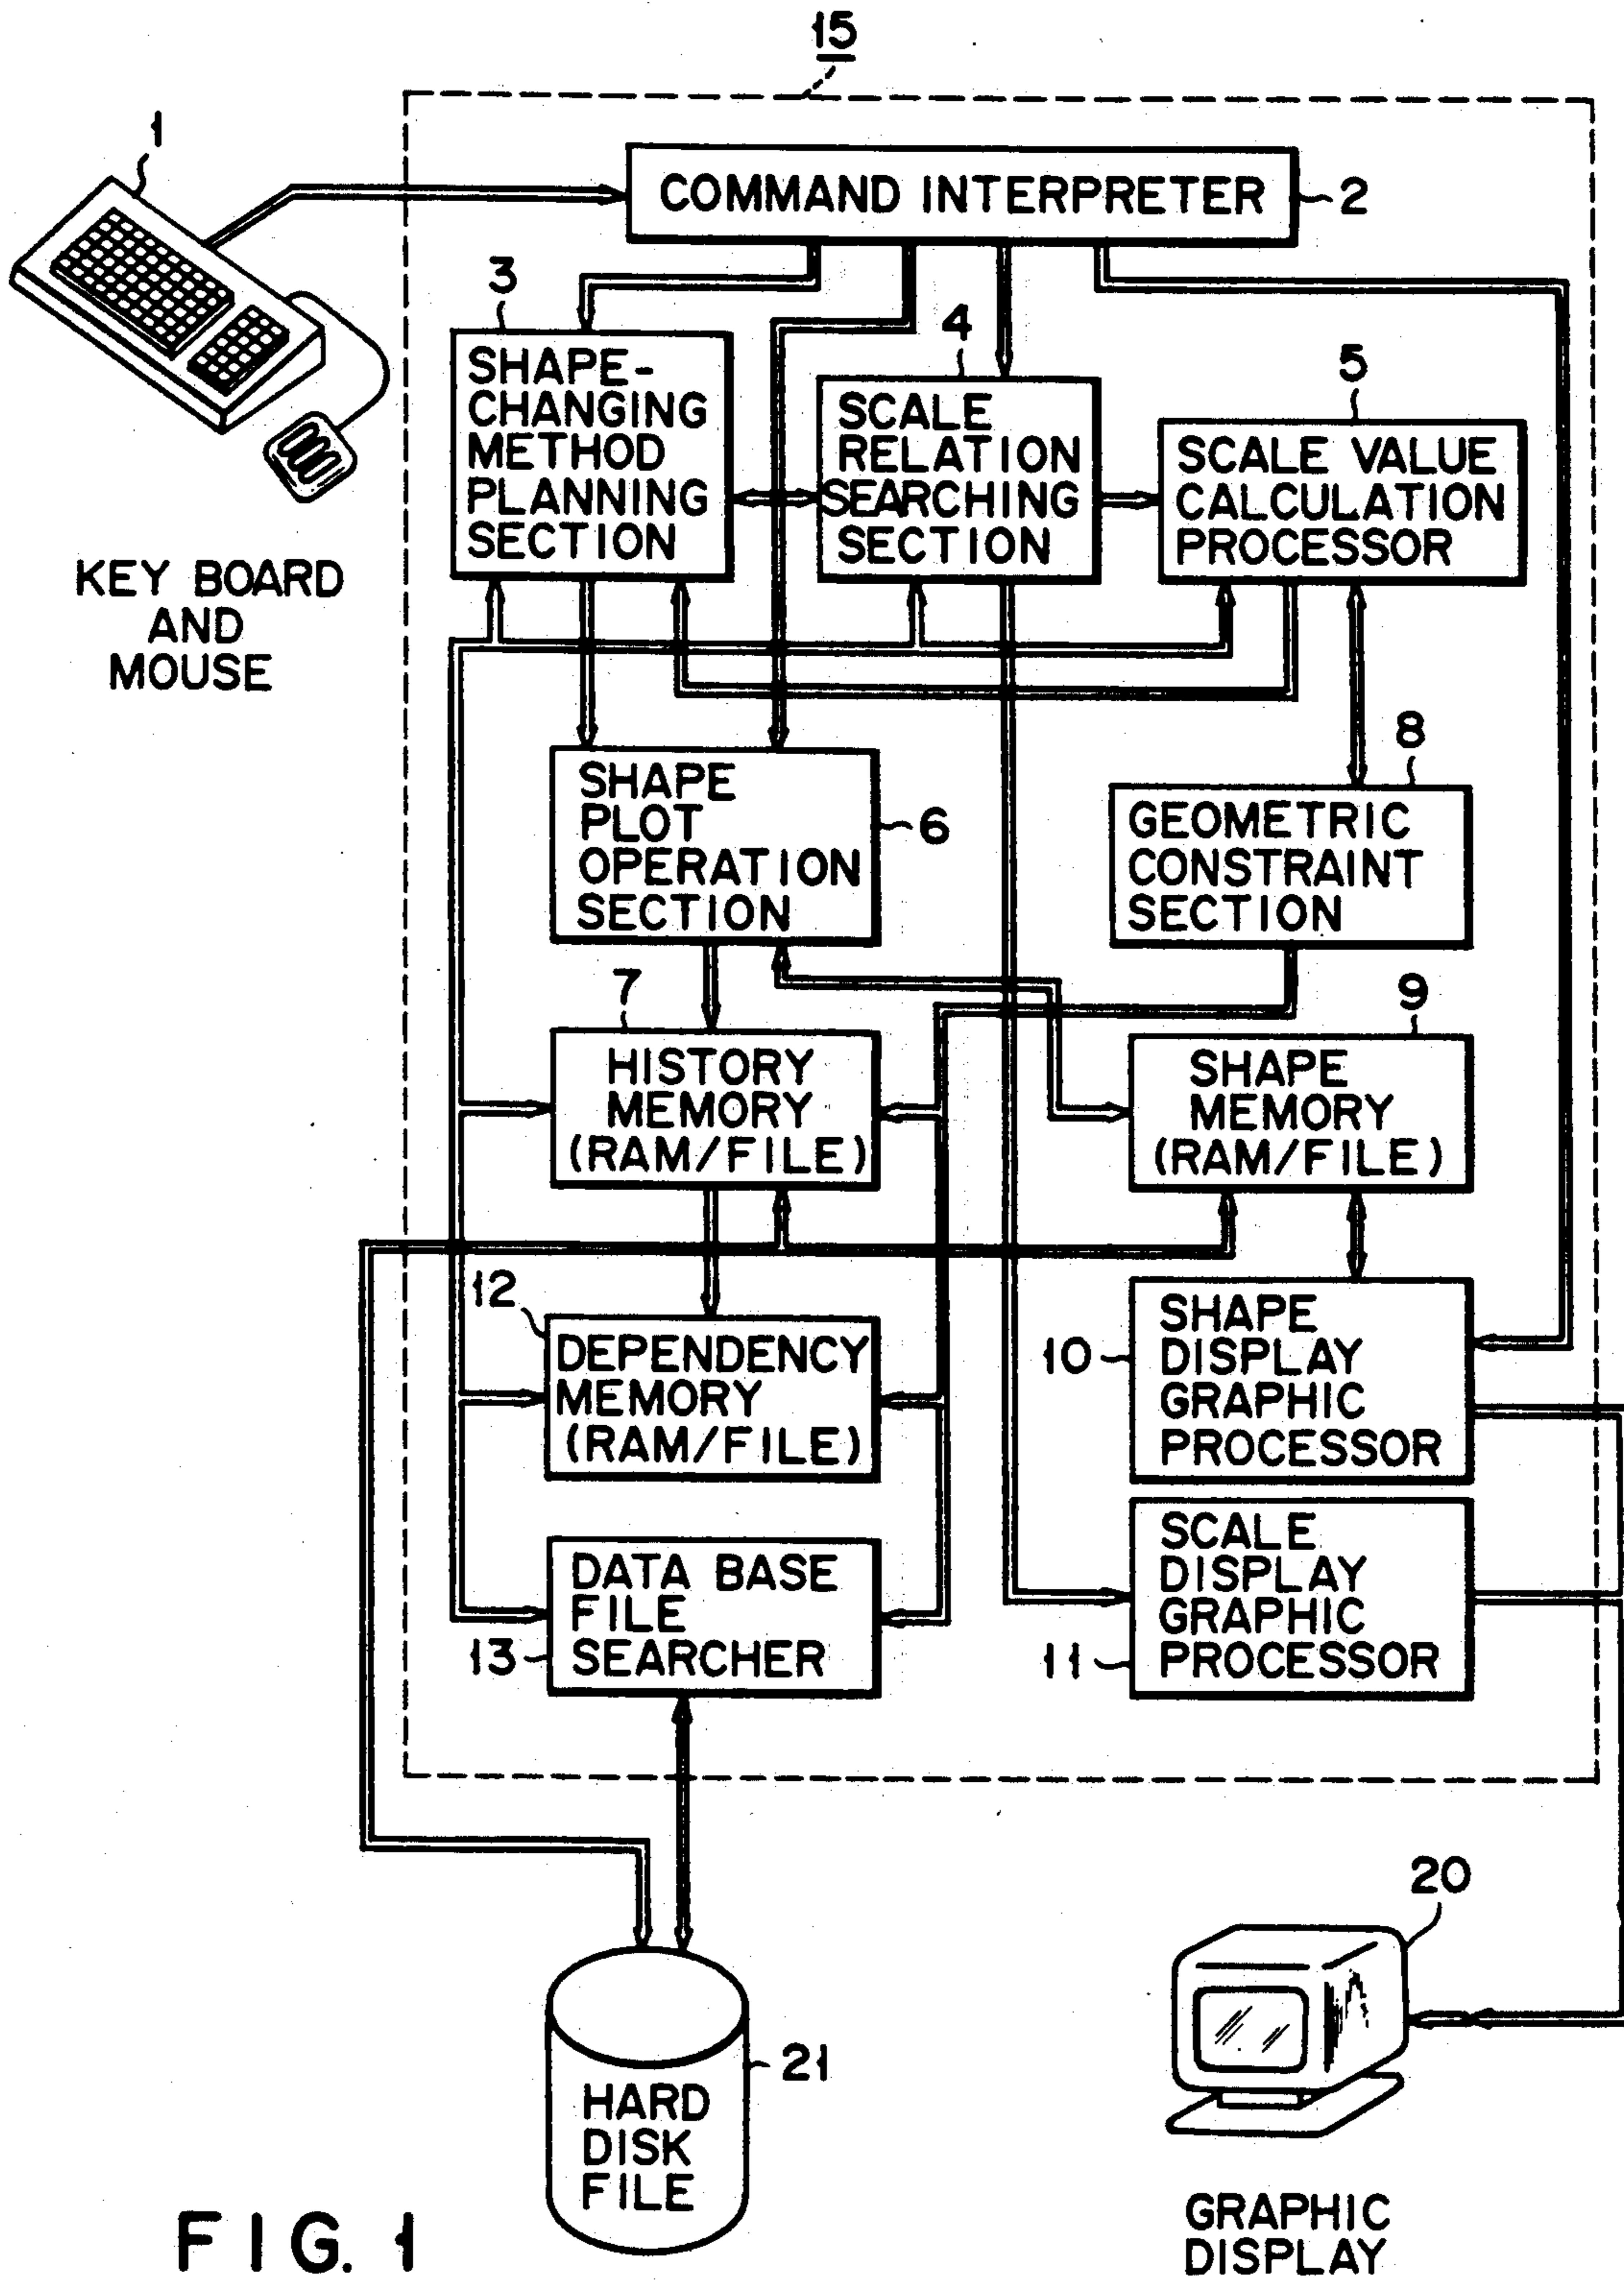 15
1
COMMAND INTERPRETER
2
3
SHAPE-
CHANGING
METHOD
PLANNING
SECTION
4
SCALE
RELATION
SEARCHING
SECTION
5
SCALE VALUE
CALCULATION
PROCESSOR
KEY BOARD
AND
MOUSE
SHAPE
PLOT
OPERATION
SECTION
6
8
GEOMETRIC
CONSTRAINT
SECTION
7
HISTORY
MEMORY
(RAM/FILE)
9
SHAPE
MEMORY
(RAM/FILE)
12
DEPENDENCY
MEMORY
(RAM/FILE)
10
SHAPE
DISPLAY
GRAPHIC
PROCESSOR
13
DATA BASE
FILE
SEARCHER
11
SCALE
DISPLAY
GRAPHIC
PROCESSOR
20
21
HARD
DISK
FILE
GRAPHIC
DISPLAY
FIG. 1